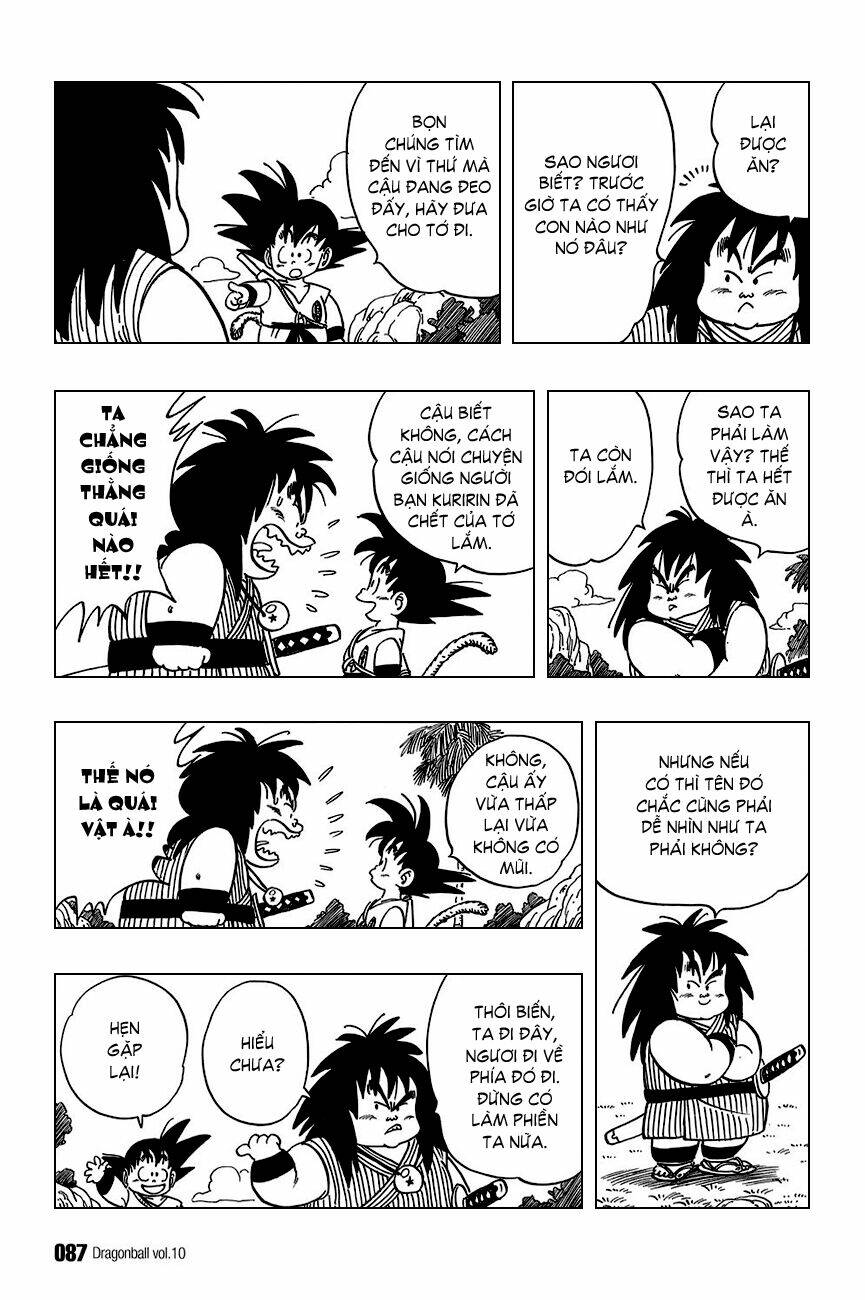 LẠI
ĐƯỢC
ĂN?
SAO NGƯƠI
BIẾT? TRƯỚC
GIỜ TA CÓ THẤY
CON NÀO NHƯ
NÓ ĐÂU?
BỌN
CHÚNG TÌM
ĐẾN VÌ THỨ MÀ
CẬU ĐANG ĐEO
ĐẤY, HÃY ĐƯA
CHO TỚ ĐI.
SAO TA
PHẢI LÀM
VẬY? THẾ
THÌ TA HẾT
ĐƯỢC ĂN
À.
TA CÒN
ĐÓI LẮM.
CẬU BIẾT
KHÔNG, CÁCH
CẬU NÓI CHUYỆN
GIỐNG NGƯỜI
BẠN KURIRIN ĐÃ
CHẾT CỦA TỚ
LẮM.
TA
CHẲNG
GIỐNG
THẰNG
QUÁI
NÀO
HẾT!!
NHƯNG NẾU
CÓ THÌ TÊN ĐÓ
CHẮC CŨNG PHẢI
DỄ NHÌN NHƯ TA
PHẢI KHÔNG?
KHÔNG,
CẬU ẤY
VỪA THẤP
LẠI VỪA
KHÔNG CÓ
MŨI.
THẾ NÓ
LÀ QUÁI
VẬT À!!
THÔI BIẾN,
TA ĐI ĐÂY,
NGƯƠI ĐI VỀ
PHÍA ĐÓ ĐI.
ĐỪNG CÓ
LÀM PHIỀN
TA NỮA.
HIỂU
CHƯA?
HẸN
GẶP
LẠI!
087 Dragonball vol.10